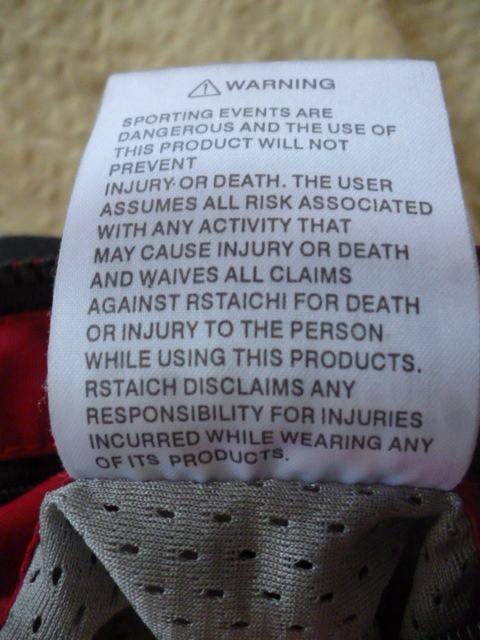 WARNING
SPORTING EVENTS ARE
DANGEROUS AND THE USE OF
THIS PRODUCT WILL NOT
PREVENT
INJURY OR DEATH. THE USER
ASSUMES ALL RISK ASSOCIATED
WITH ANY ACTIVITY THAT
MAY CAUSE INJURY OR DEATH
AND WAIVES ALL CLAIMS
AGAINST RSTAICHI FOR DEATH
OR INJURY TO THE PERSON
WHILE USING THIS PRODUCTS.
RSTAICH DISCLAIMS ANY
RESPONSIBILITY FOR INJURIES
INCURRED WHILE WEARING ANY
OF ITS PRODUCTS.